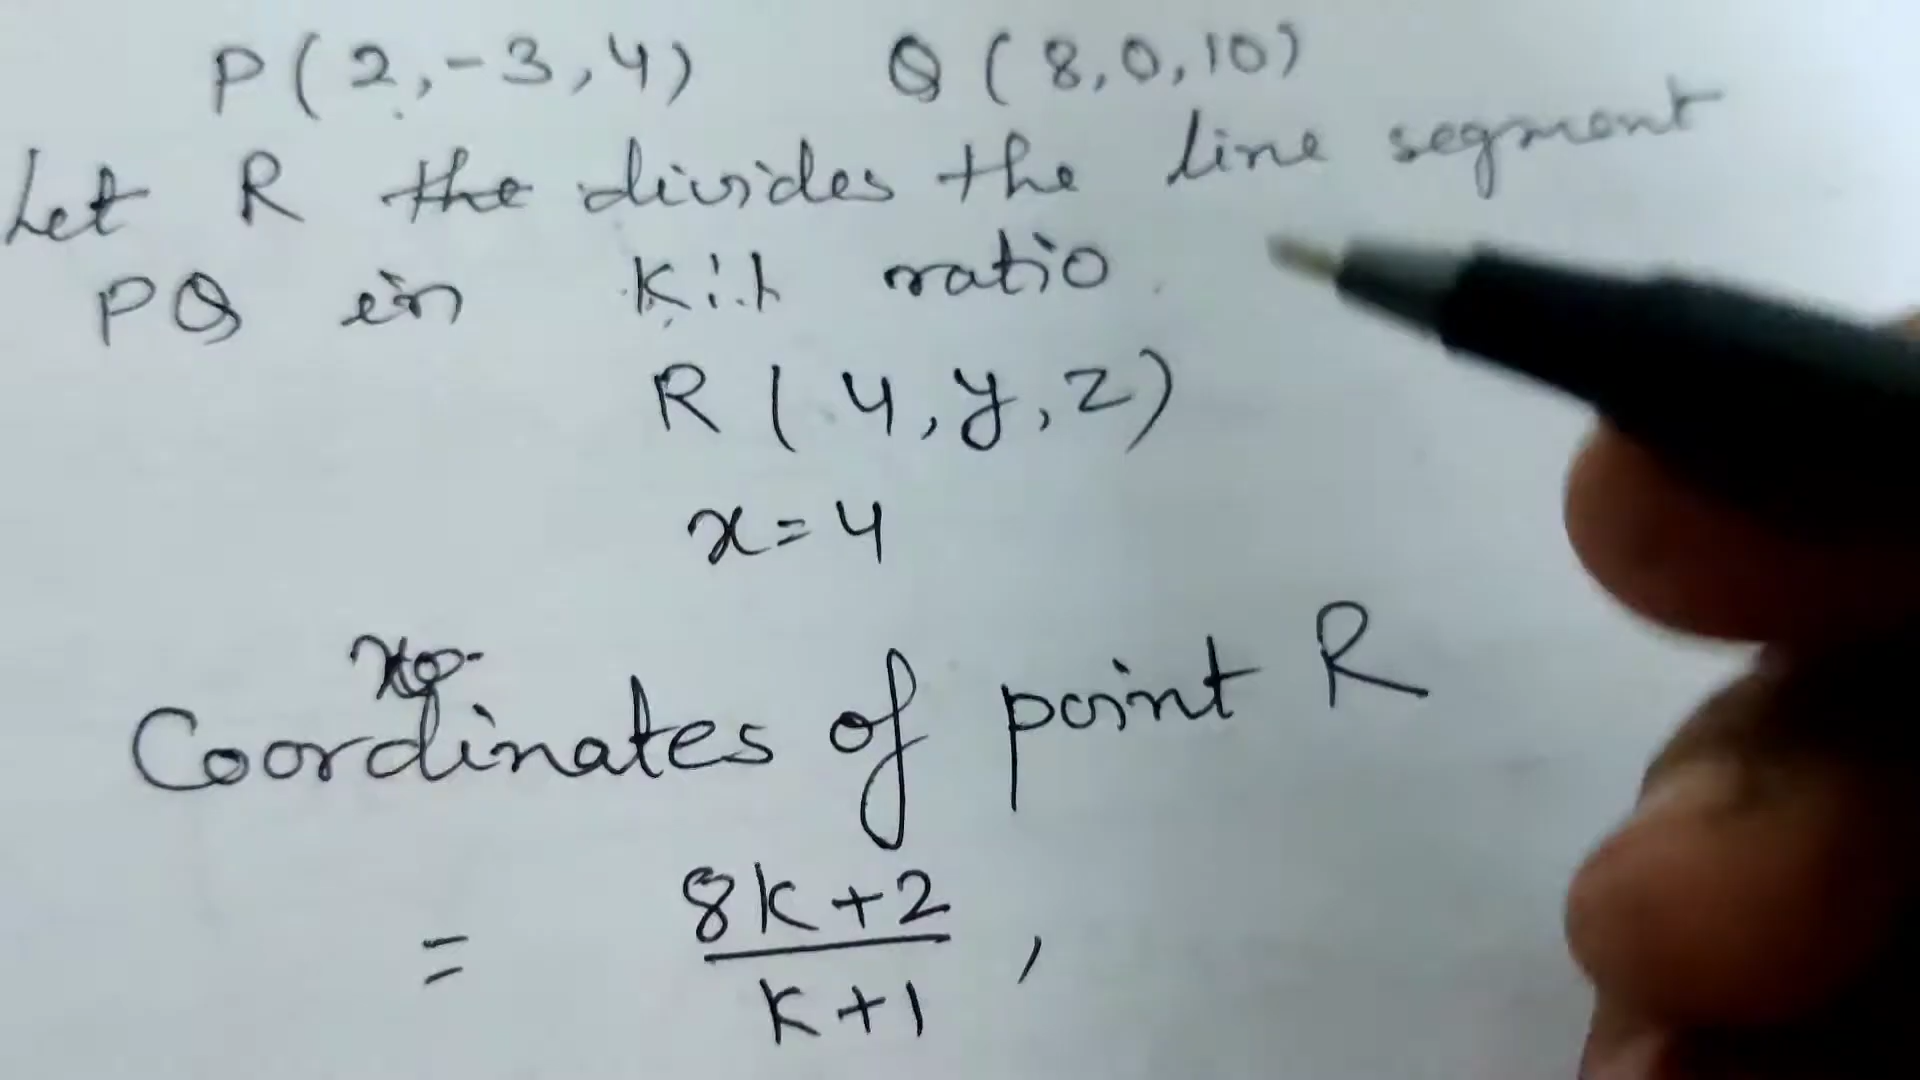 P(2,-3,4) Q(8,0,10)
Let R the divides the line segment
PQ in K:1 ratio.
R(4,y,z)
x=4
Coordinates of point R
= 8K+2/K+1,